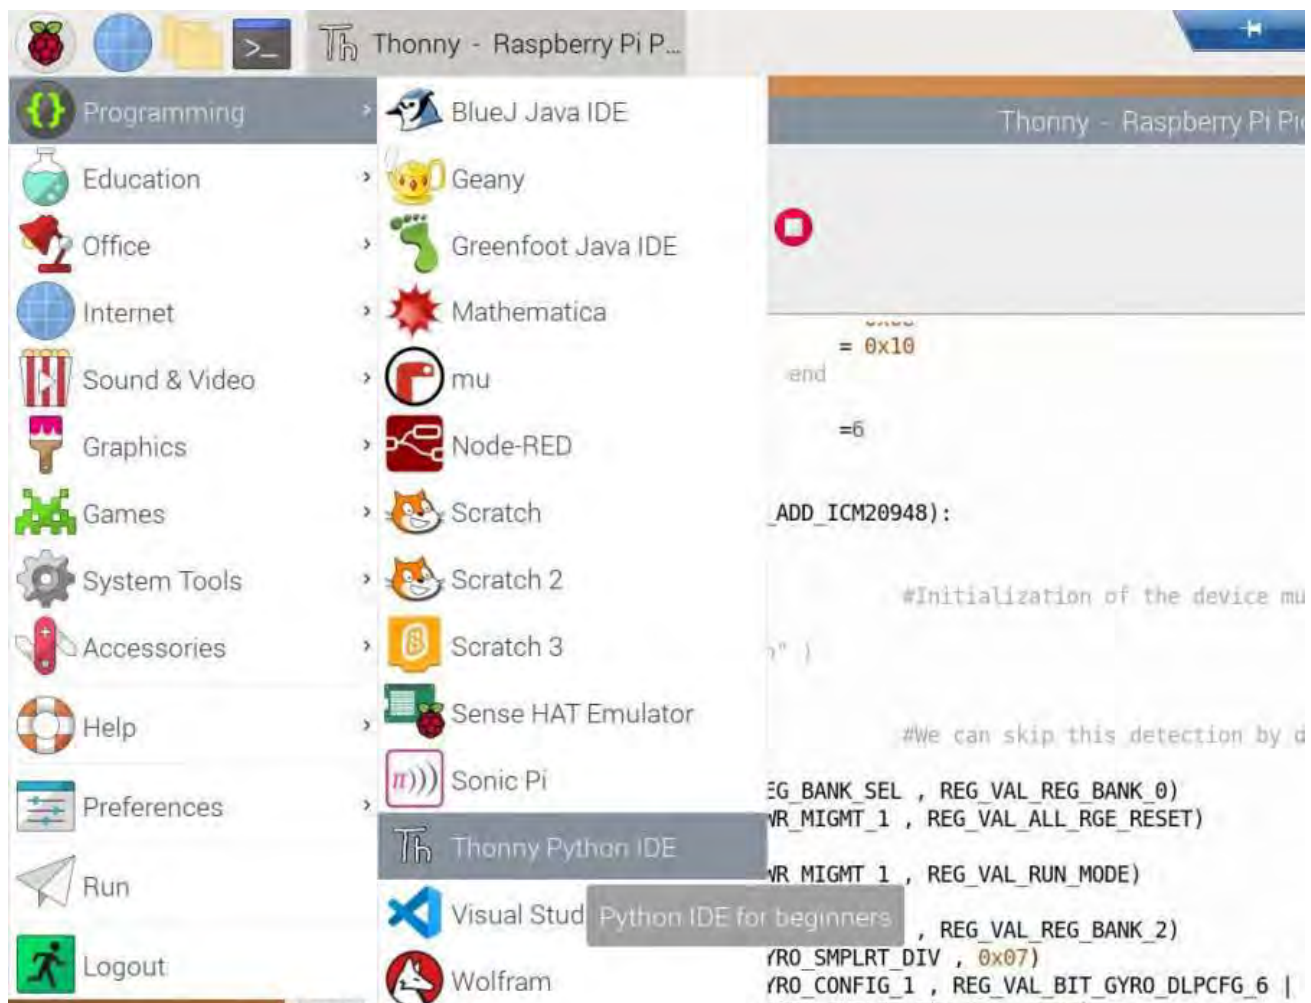 Thonny - Raspberry Pi P...
Programming
Education
Office
Internet
Sound & Video
Graphics
Games
System Tools
Accessories
Help
Preferences
Run
Logout
BlueJ Java IDE
Geany
Greenfoot Java IDE
Mathematica
mu
Node-RED
Scratch
Scratch 2
Scratch 3
Sense HAT Emulator
Sonic Pi
Thonny Python IDE
Visual Stud
Python IDE for beginners
Wolfram
Thonny - Raspberry Pi Pi
= 0x10
end
=6
_ADD_ICM20948):
#Initialization of the device mu
n" )
#We can skip this detection by d
EG_BANK_SEL , REG_VAL_REG_BANK_0)
WR_MIGMT_1 , REG_VAL_ALL_RGE_RESET)
WR_MIGMT_1 , REG_VAL_RUN_MODE)
, REG_VAL_REG_BANK_2)
YRO_SMPLRT_DIV , 0x07)
YRO_CONFIG_1 , REG_VAL_BIT_GYRO_DLPCFG_6 |